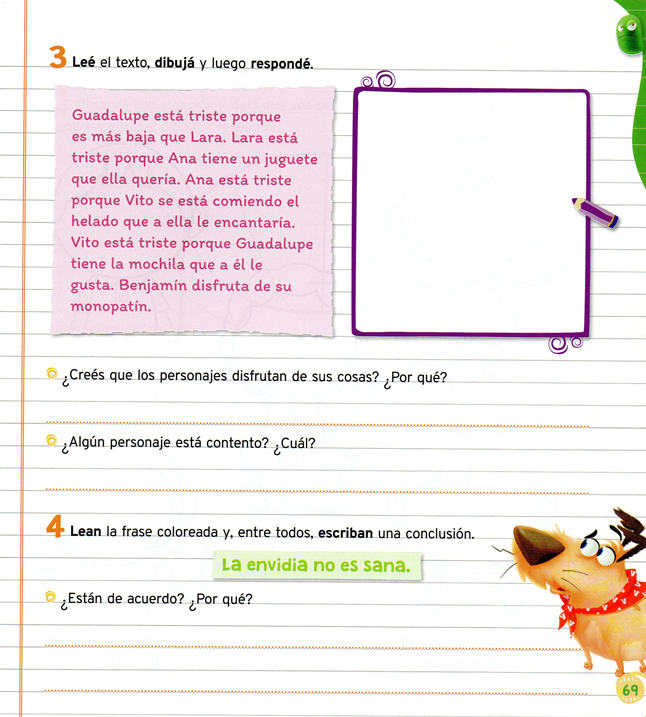 3 Leé el texto, dibujá y luego respondé.
Guadalupe está triste porque
es más baja que Lara. Lara está
triste porque Ana tiene un juguete
que ella quería. Ana está triste
porque Vito se está comiendo el
helado que a ella le encantaría.
Vito está triste porque Guadalupe
tiene la mochila que a él le
gusta. Benjamín disfruta de su
monopatín.
¿Creés que los personajes disfrutan de sus cosas? ¿Por qué?
¿Algún personaje está contento? ¿Cuál?
4 Lean la frase coloreada y, entre todos, escriban una conclusión.
La envidia no es sana.
¿Están de acuerdo? ¿Por qué?
69